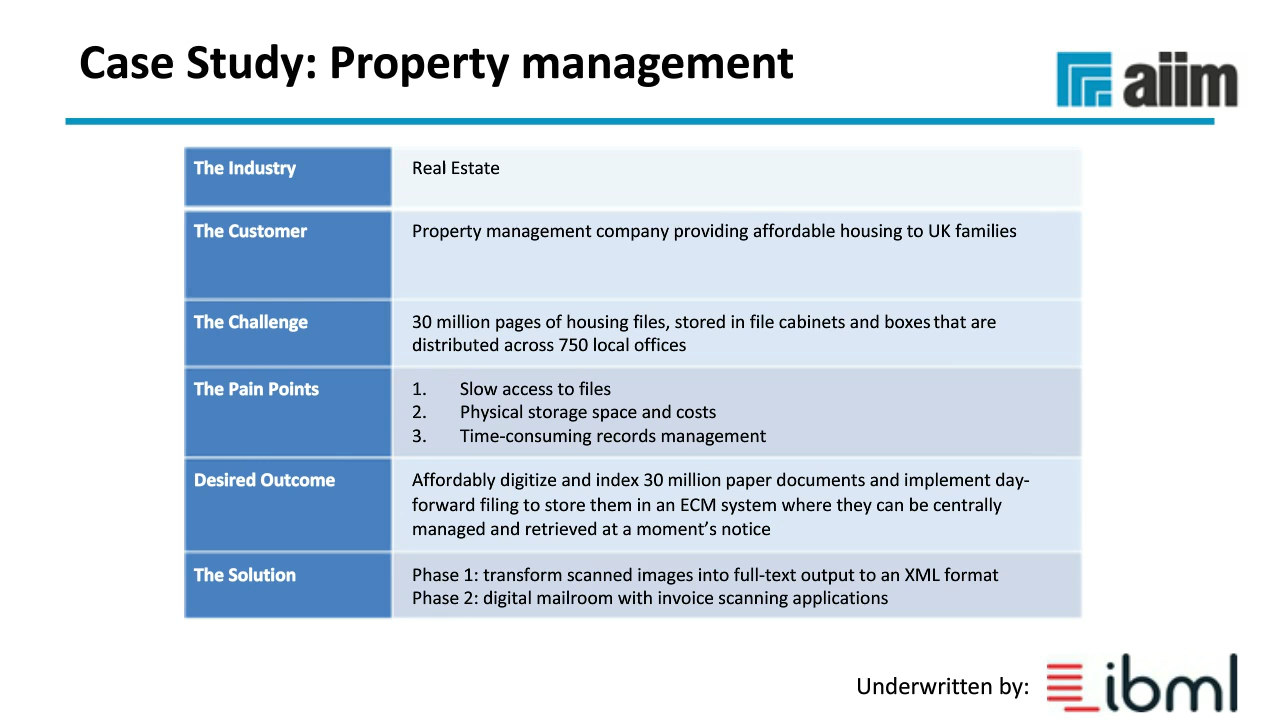 Case Study: Property management
aiim
The Industry
Real Estate
The Customer
Property management company providing affordable housing to UK families
The Challenge
30 million pages of housing files, stored in file cabinets and boxes that are
distributed across 750 local offices
The Pain Points
1. Slow access to files
2. Physical storage space and costs
3. Time-consuming records management
Desired Outcome
Affordably digitize and index 30 million paper documents and implement day-
forward filing to store them in an ECM system where they can be centrally
managed and retrieved at a moment’s notice
The Solution
Phase 1: transform scanned images into full-text output to an XML format
Phase 2: digital mailroom with invoice scanning applications
Underwritten by:
ibml